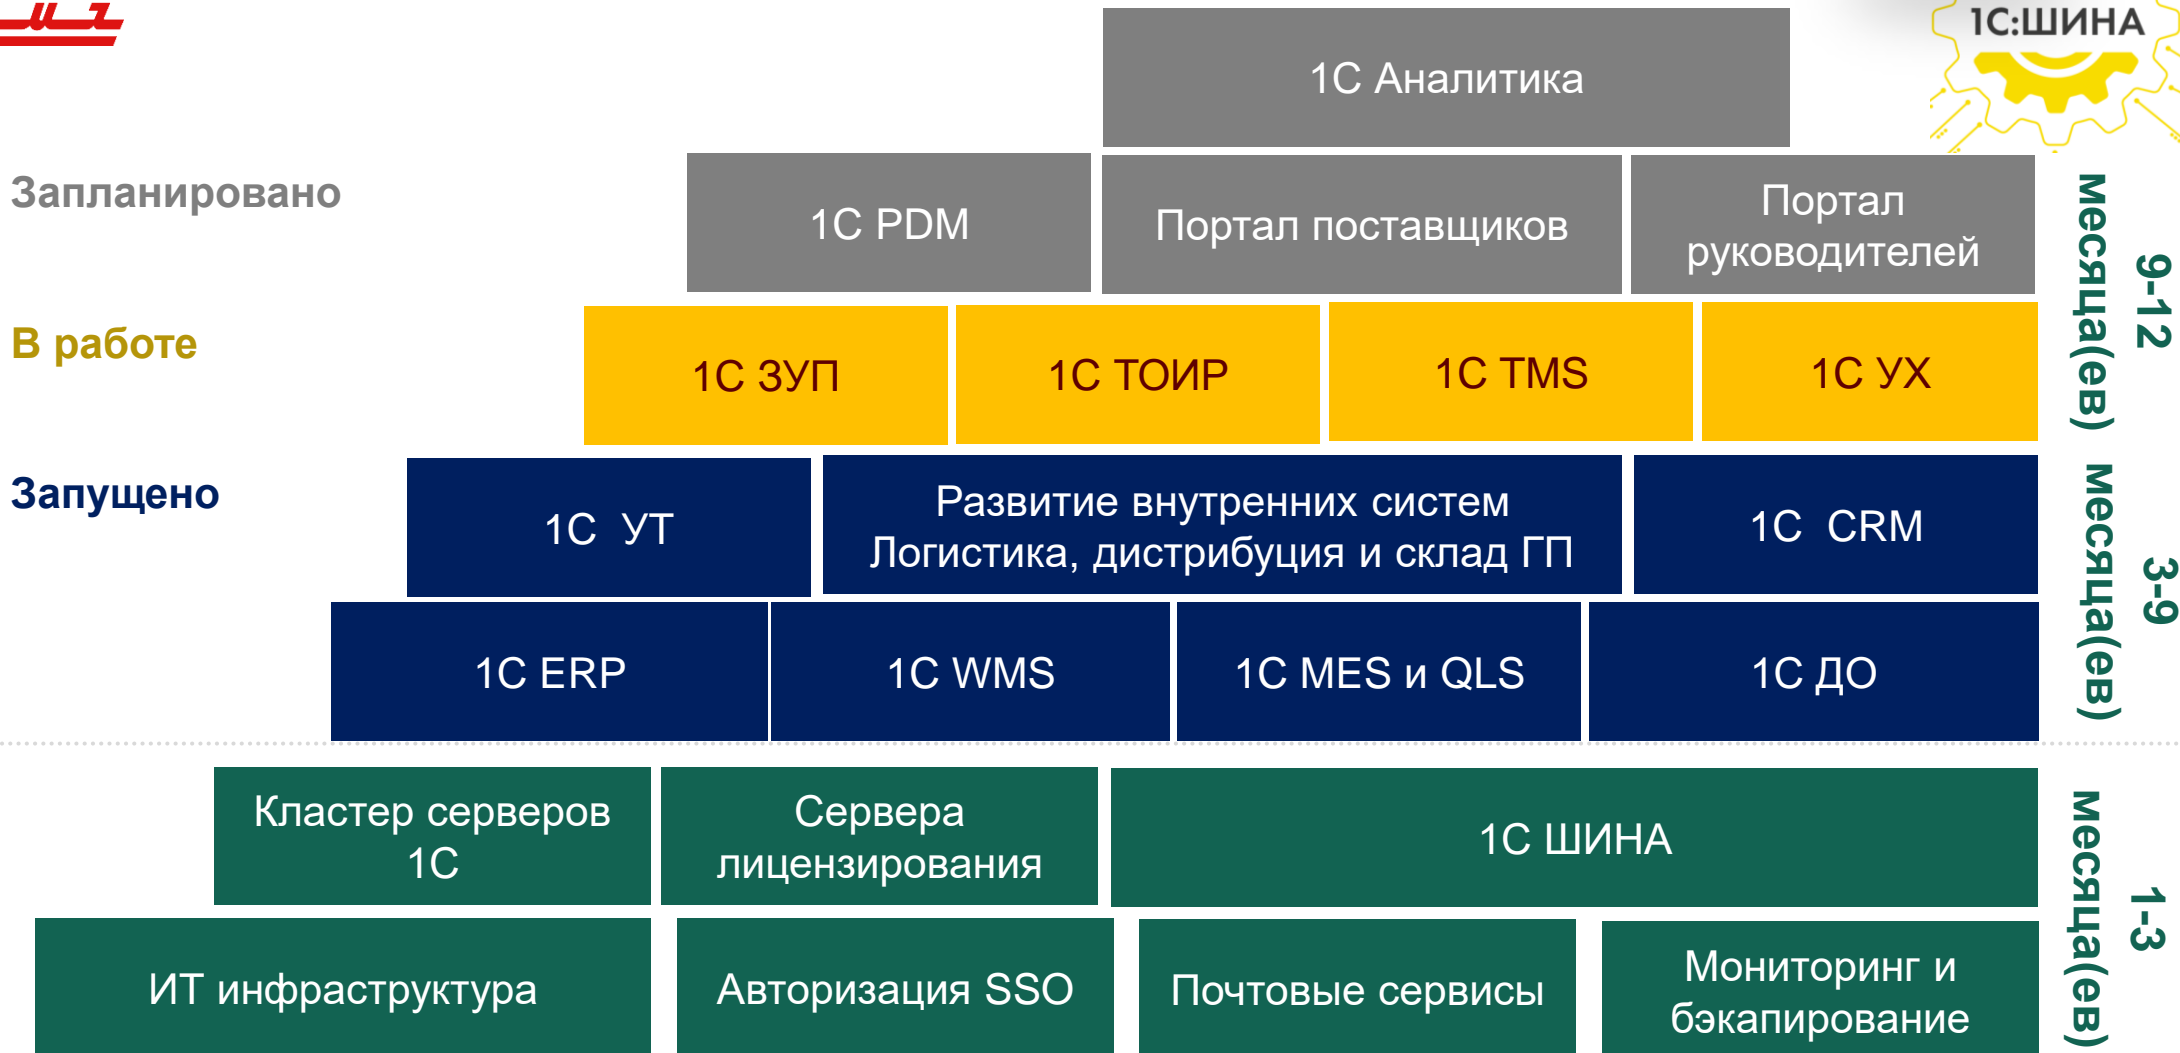 1С:ШИНА
1С Аналитика
Запланировано
1С PDM
Портал поставщиков
Портал
руководителей
9-12
месяца(ев)
В работе
1С ЗУП
1С ТОИР
1С TMS
1С УХ
Запущено
1С  УТ
Развитие внутренних систем
Логистика, дистрибуция и склад ГП
1С  CRM
3-9
месяца(ев)
1С ERP
1С WMS
1С MES и QLS
1С ДО
Кластер серверов
1С
Сервера
лицензирования
1С ШИНА
1-3
месяца(ев)
ИТ инфраструктура
Авторизация SSO
Почтовые сервисы
Мониторинг и
бэкапирование